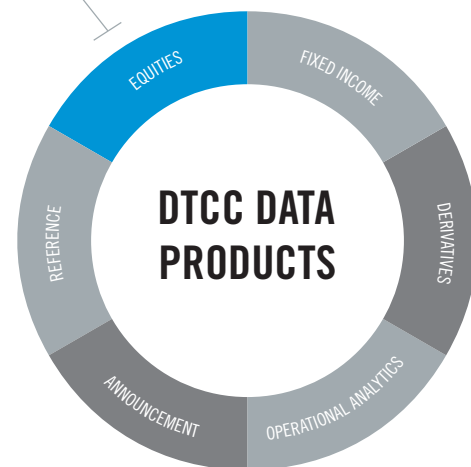 EQUITIES
FIXED INCOME
DERIVATIVES
OPERATIONAL ANALYTICS
ANNOUNCEMENT
REFERENCE
DTCC DATA
PRODUCTS